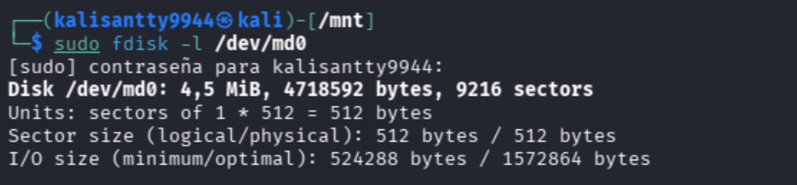 ┌──(kalisantty9944㉿kali)-[/mnt]
└─$ sudo fdisk -l /dev/md0
[sudo] contraseña para kalisantty9944:
Disk /dev/md0: 4,5 MiB, 4718592 bytes, 9216 sectors
Units: sectors of 1 * 512 = 512 bytes
Sector size (logical/physical): 512 bytes / 512 bytes
I/O size (minimum/optimal): 524288 bytes / 1572864 bytes